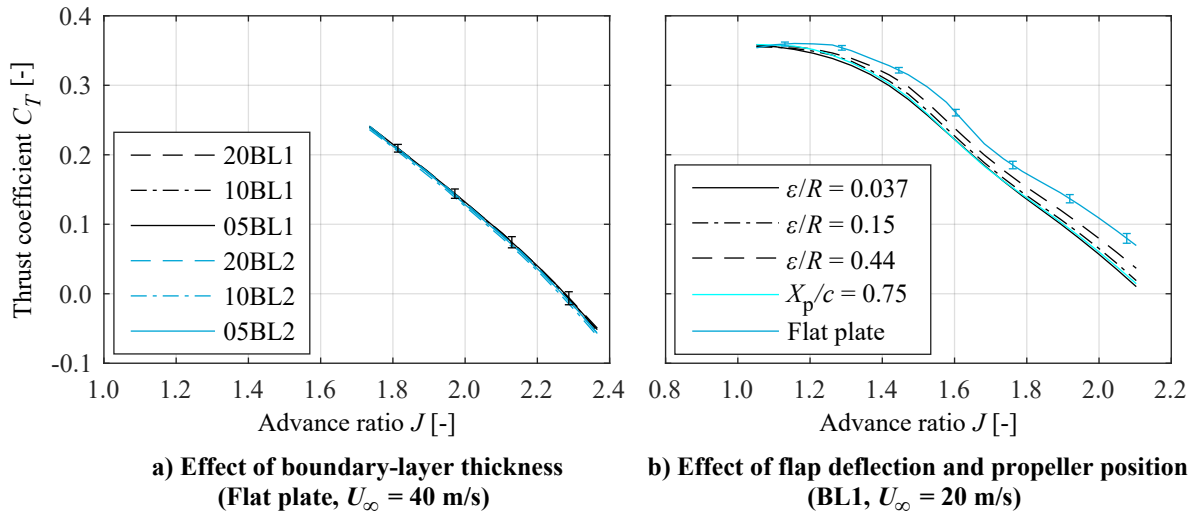 0.4
0.3
0.2
0.1
0.0
-0.1
Thrust coefficient C_T [-]
20BL1
10BL1
05BL1
20BL2
10BL2
05BL2
1.0 1.2 1.4 1.6 1.8 2.0 2.2 2.4
Advance ratio J [-]
a) Effect of boundary-layer thickness
(Flat plate, U_∞ = 40 m/s)
ε/R = 0.037
ε/R = 0.15
ε/R = 0.44
X_p/c = 0.75
Flat plate
0.8 1.0 1.2 1.4 1.6 1.8 2.0 2.2
Advance ratio J [-]
b) Effect of flap deflection and propeller position
(BL1, U_∞ = 20 m/s)